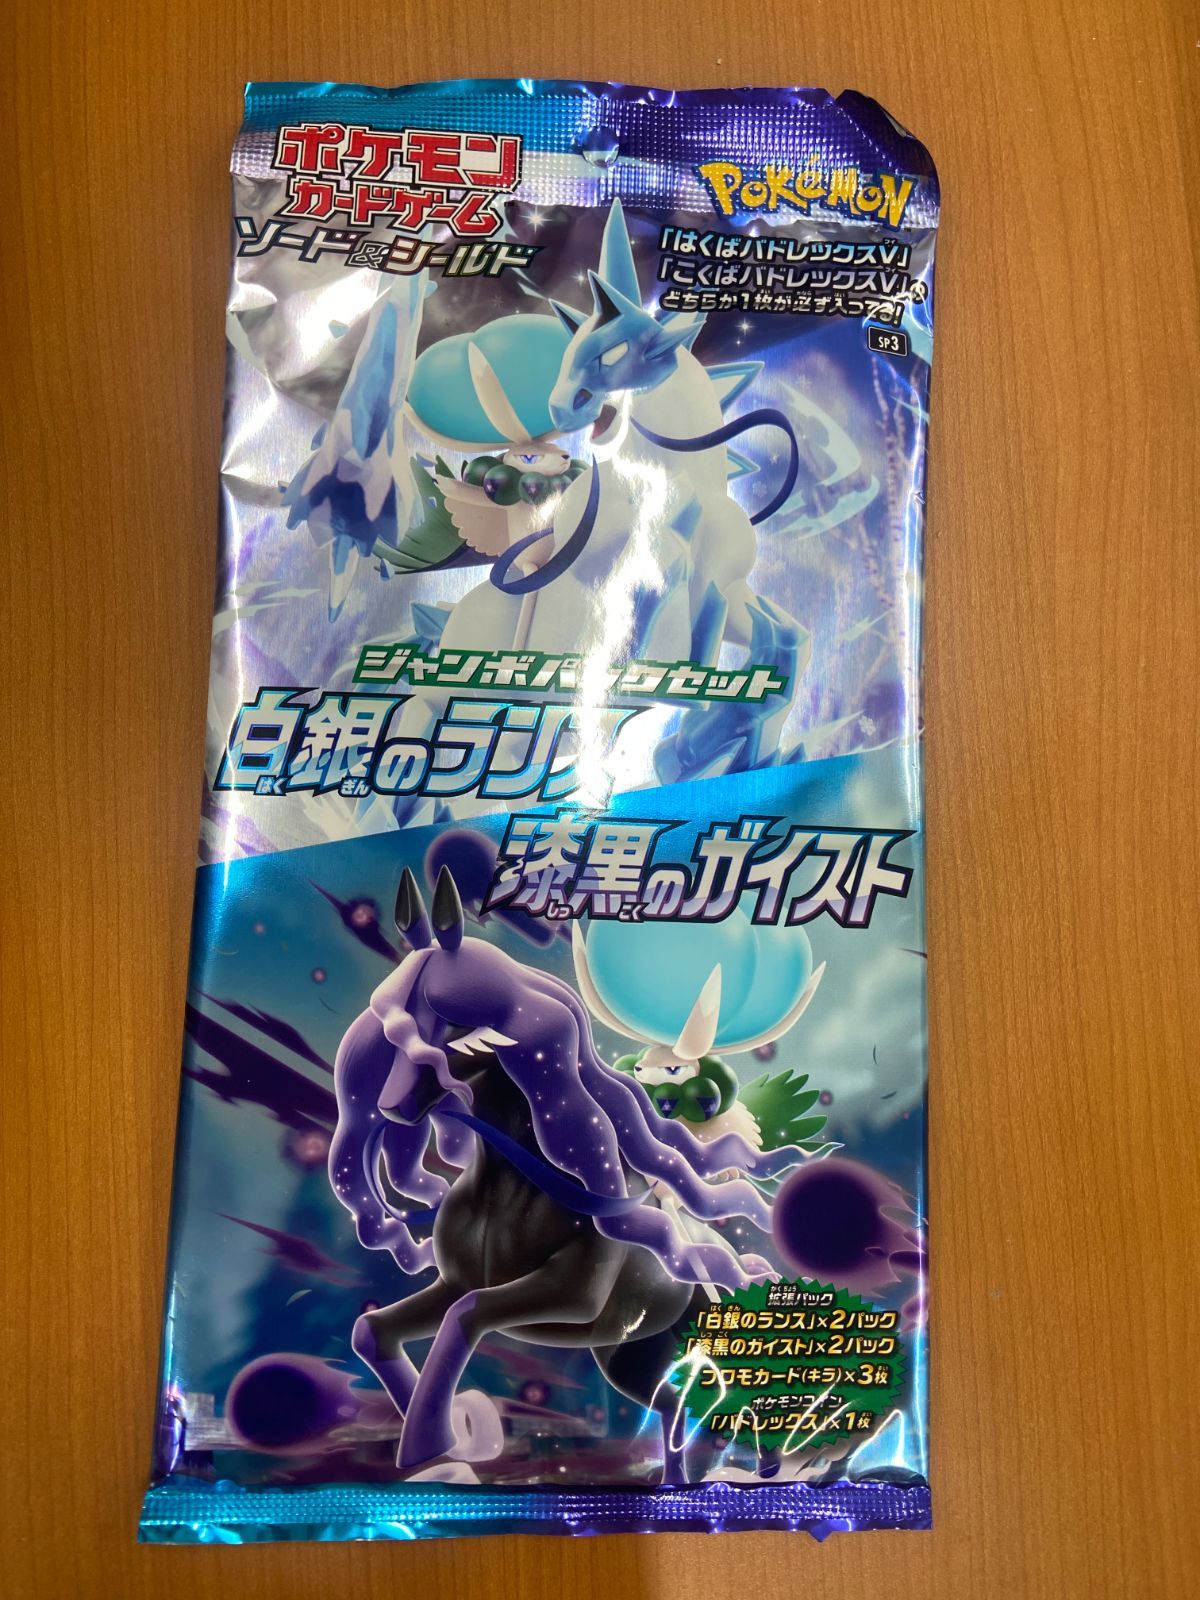 ポケモン
カードゲーム
ソード&シールド
POKéMON
「はくばバドレックスV」
「こくばバドレックスV」の
どちらか1枚が必ず入ってる!
SP3
ジャンボパックセット
白銀のランス
漆黒のガイスト
拡張パック
「白銀のランス」×2パック
「漆黒のガイスト」×2パック
プロモカード(キラ)×3枚
ポケモンコイン
「バドレックス」×1枚